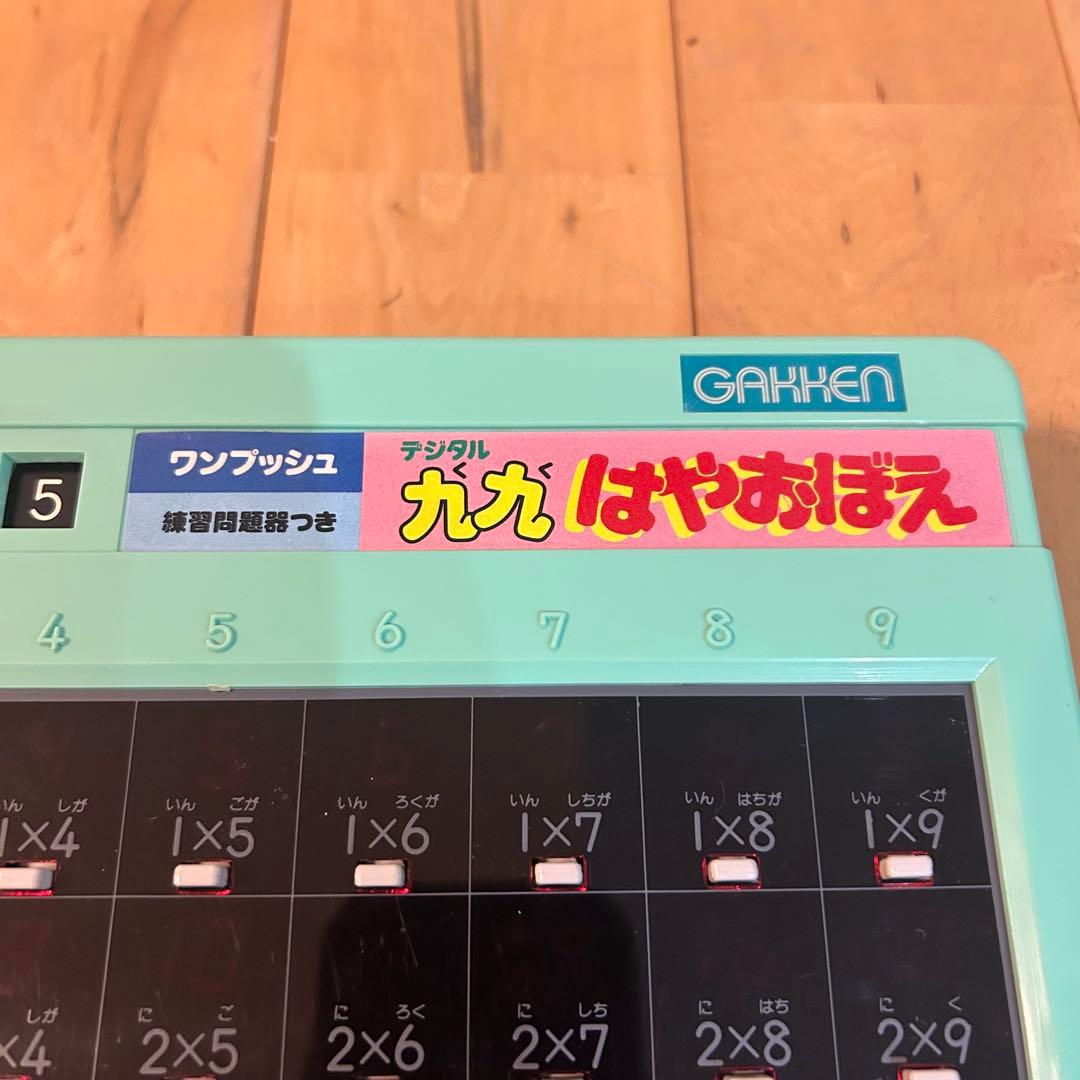 GAKKEN
5
ワンプッシュ
練習問題器つき
デジタル
く く
九九 はやおぼえ
4 5 6 7 8 9
いん しが いん ごが いん ろくが いん しちが いん はちが いん くが
1×4 1×5 1×6 1×7 1×8 1×9
しが に ご に ろく に しち に はち に く
×4 2×5 2×6 2×7 2×8 2×9